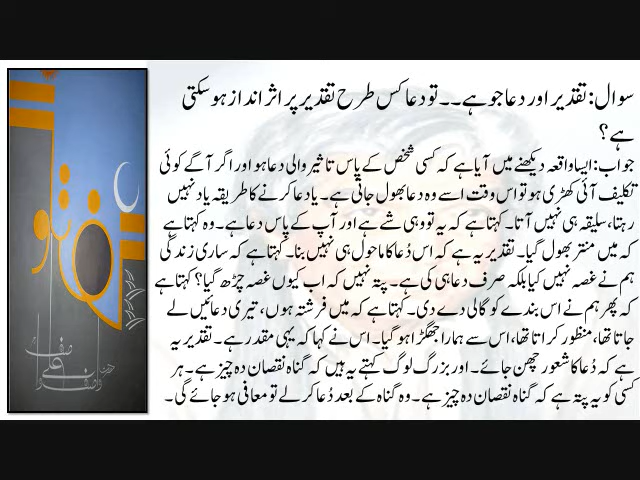 سوال: تقدیر اور دعا جو ہے۔۔ تو دعا کس طرح تقدیر پر اثر انداز ہو سکتی
ہے؟
جواب: ایسا واقعہ دیکھنے میں آیا ہے کہ کسی شخص کے پاس تاثیر والی دعا ہو اور اگر آگے کوئی
تکلیف آئی کھڑی ہو تو اس وقت اسے وہ دعا بھول جاتی ہے۔ یا دعا کرنے کا طریقہ یاد نہیں
رہتا، سلیقہ ہی نہیں آتا۔ کہتا ہے کہ یہ تو وہی شے ہے اور آپ کے پاس دعا ہے۔ وہ کہتا ہے
کہ میں منتر بھول گیا۔ تقدیر یہ ہے کہ اس دُعا کا ماحول ہی نہیں بنا۔ کہتا ہے کہ ساری زندگی
ہم نے غصہ نہیں کیا بلکہ صرف دعا ہی کی ہے۔ پتہ نہیں کہ اب کیوں غصہ چڑھ گیا؟ کہتا ہے
کہ پھر ہم نے اس بندے کو گالی دے دی۔ کہتا ہے کہ میں فرشتہ ہوں، تیری دعائیں لے
جاتا تھا، منظور کراتا تھا، اس سے ہمارا جھگڑا ہو گیا۔ اس نے کہا کہ یہی مقدر ہے۔ تقدیر یہ
ہے کہ دُعا کا شعور چھن جائے۔ اور بزرگ لوگ کہتے یہ ہیں کہ گناہ نقصان دہ چیز ہے۔ ہر
کسی کو یہ پتہ ہے کہ گناہ نقصان دہ چیز ہے۔ وہ گناہ کے بعد دُعا کر لے تو معافی ہو جائے گی۔
گفتگو